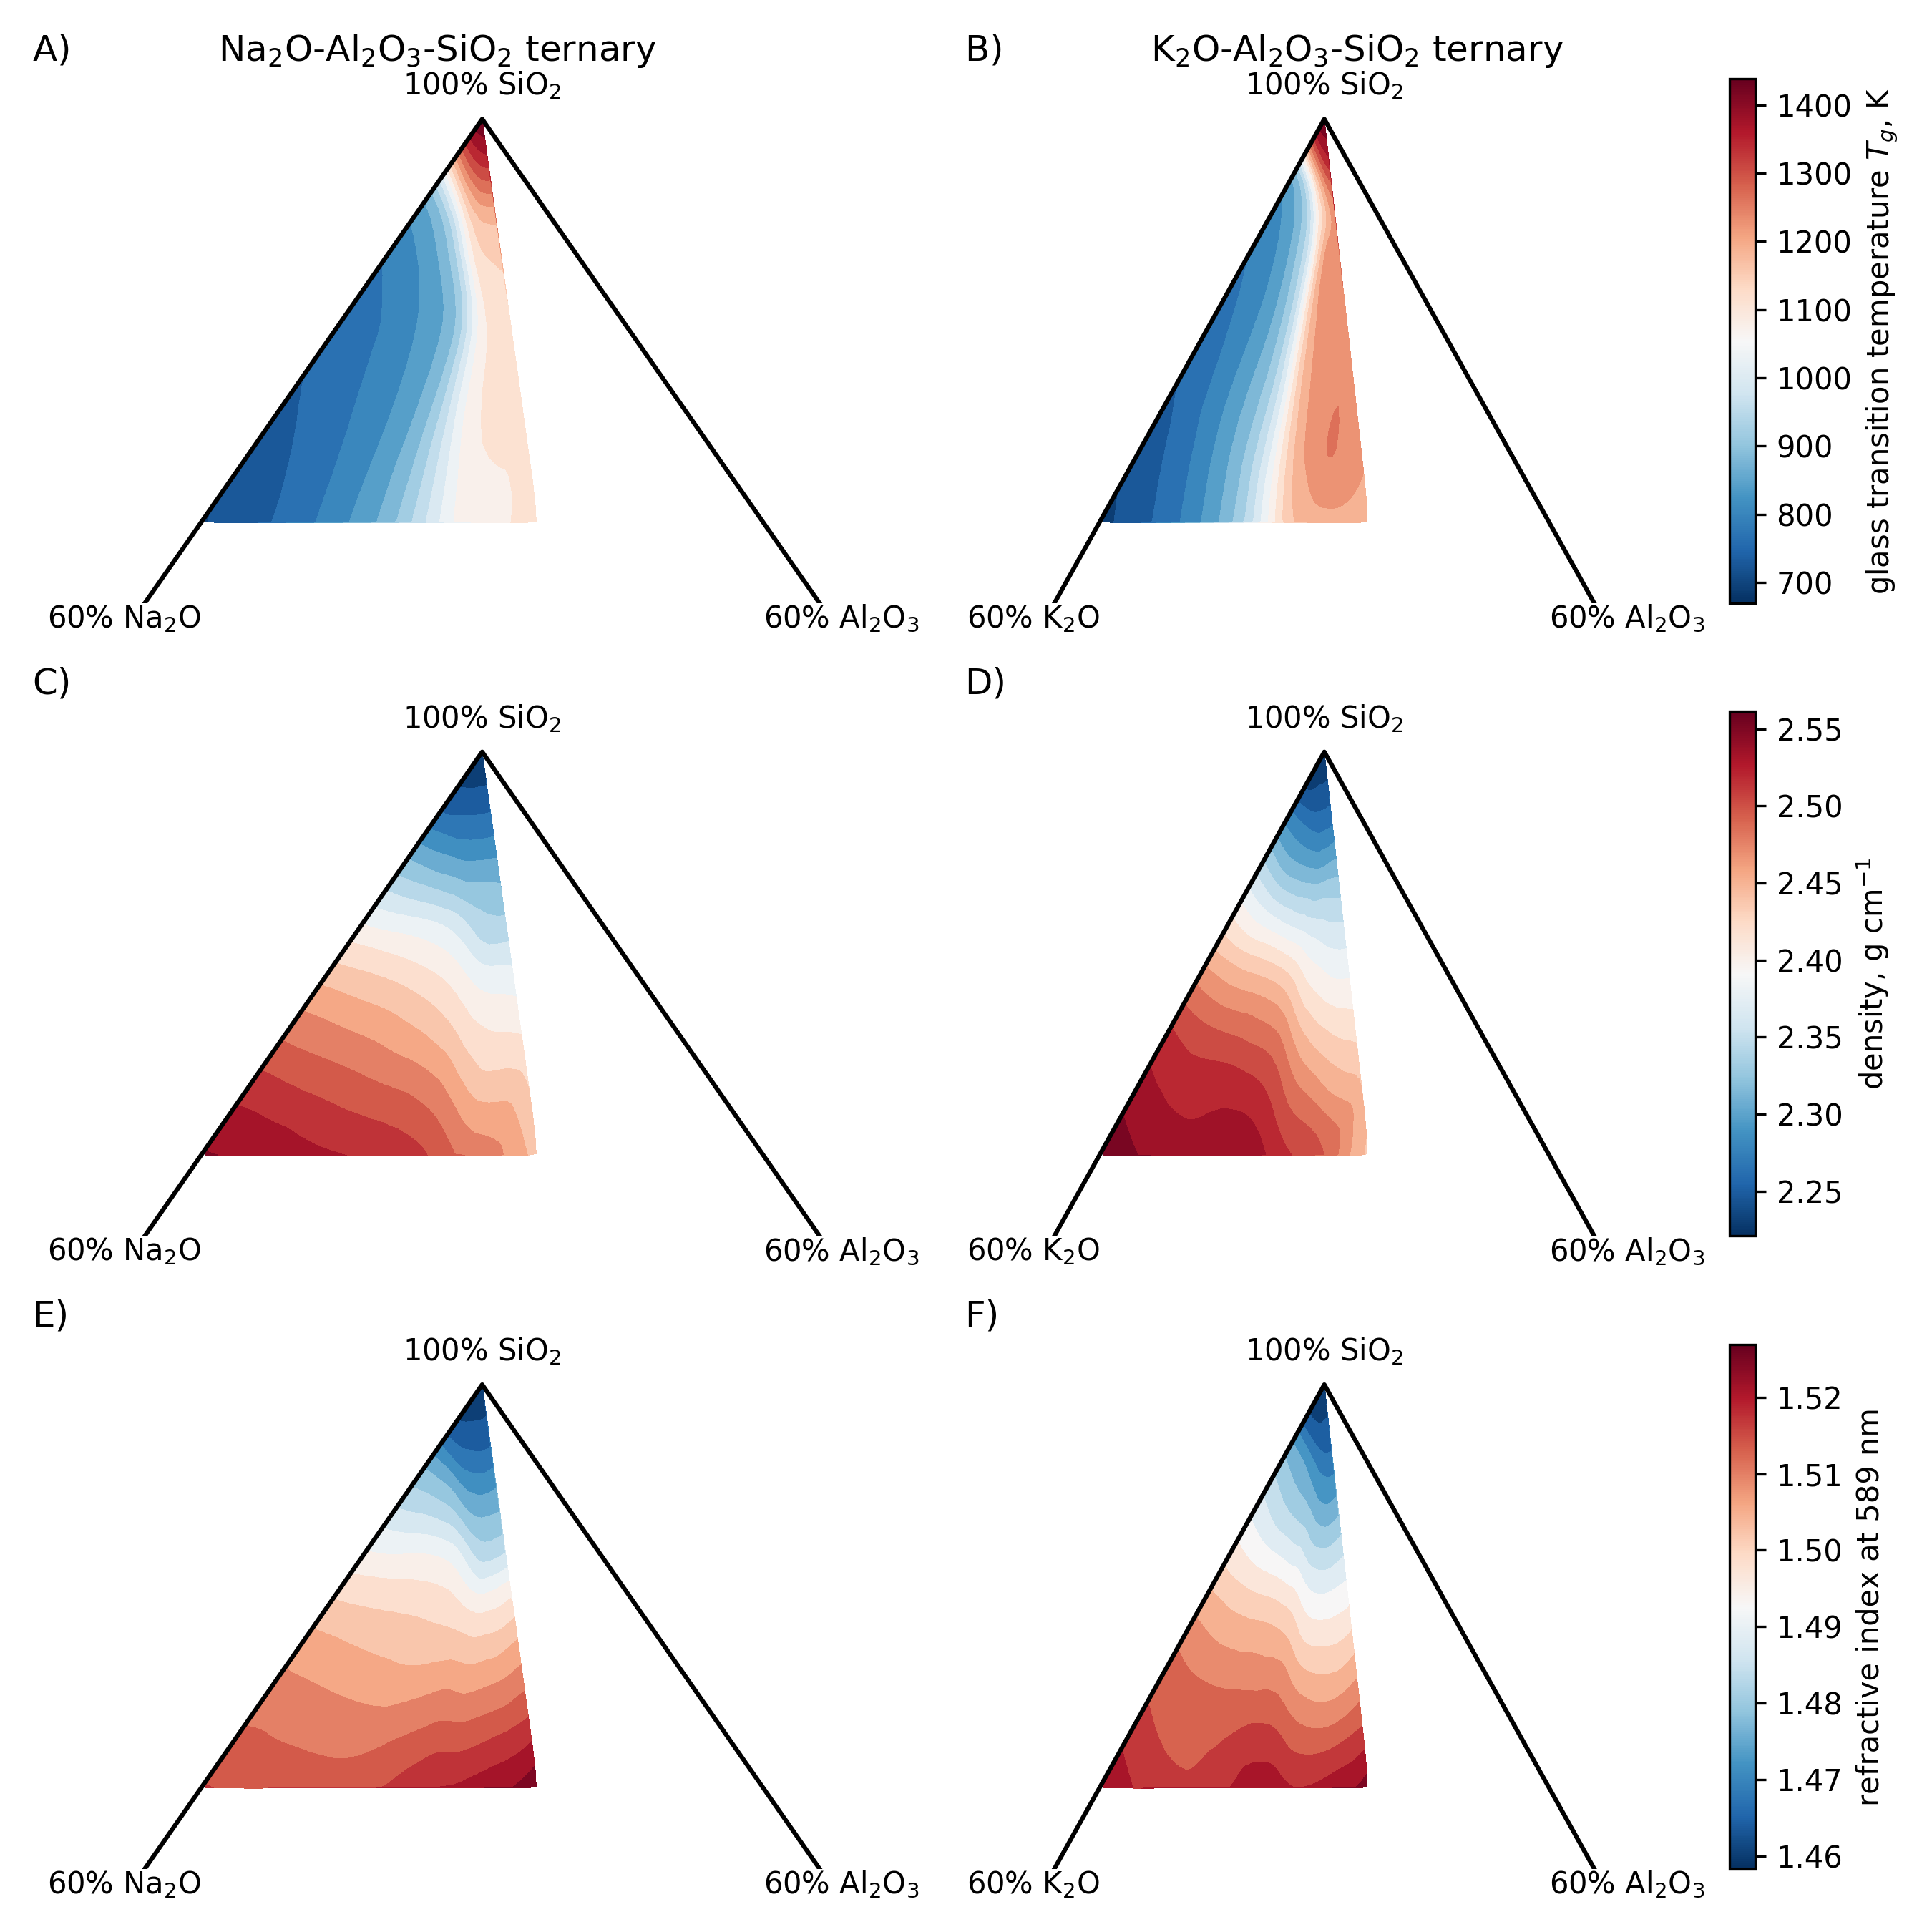 A)
Na₂O-Al₂O₃-SiO₂ ternary
100% SiO₂
60% Na₂O
60% Al₂O₃
B)
K₂O-Al₂O₃-SiO₂ ternary
100% SiO₂
60% K₂O
60% Al₂O₃
1400
1300
1200
1100
1000
900
800
700
glass transition temperature T_g, K
C)
100% SiO₂
60% Na₂O
60% Al₂O₃
D)
100% SiO₂
60% K₂O
60% Al₂O₃
2.55
2.50
2.45
2.40
2.35
2.30
2.25
density, g cm⁻¹
E)
100% SiO₂
60% Na₂O
60% Al₂O₃
F)
100% SiO₂
60% K₂O
60% Al₂O₃
1.52
1.51
1.50
1.49
1.48
1.47
1.46
refractive index at 589 nm